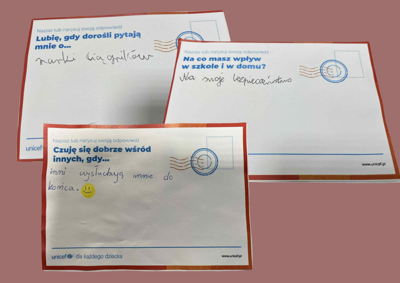 Napisz lub narysuj swoją odpowiedź
Lubię, gdy dorośli pytają
mnie o...
marki ciągników
unicef
Napisz lub narysuj swoją odpowiedź
Na co masz wpływ
w szkole i w domu?
Na swoje bezpieczeństwo
www.unicef.pl
Napisz lub narysuj swoją odpowiedź
Czuję się dobrze wśród
innych, gdy...
inni wysłuchują mnie do
końca.
unicef dla każdego dziecka
www.unicef.pl